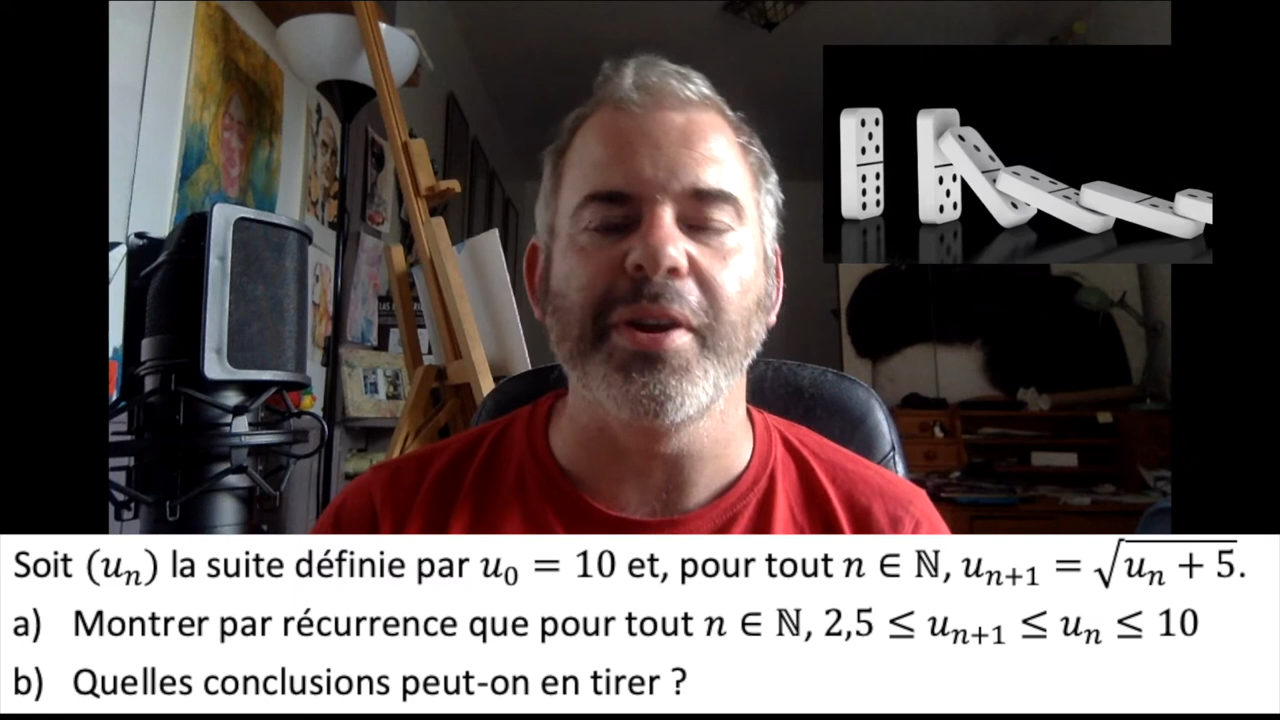 Soit (uₙ) la suite définie par u₀ = 10 et, pour tout n ∈ ℕ, uₙ₊₁ = √(uₙ + 5).
a) Montrer par récurrence que pour tout n ∈ ℕ, 2,5 ≤ uₙ₊₁ ≤ uₙ ≤ 10
b) Quelles conclusions peut-on en tirer ?